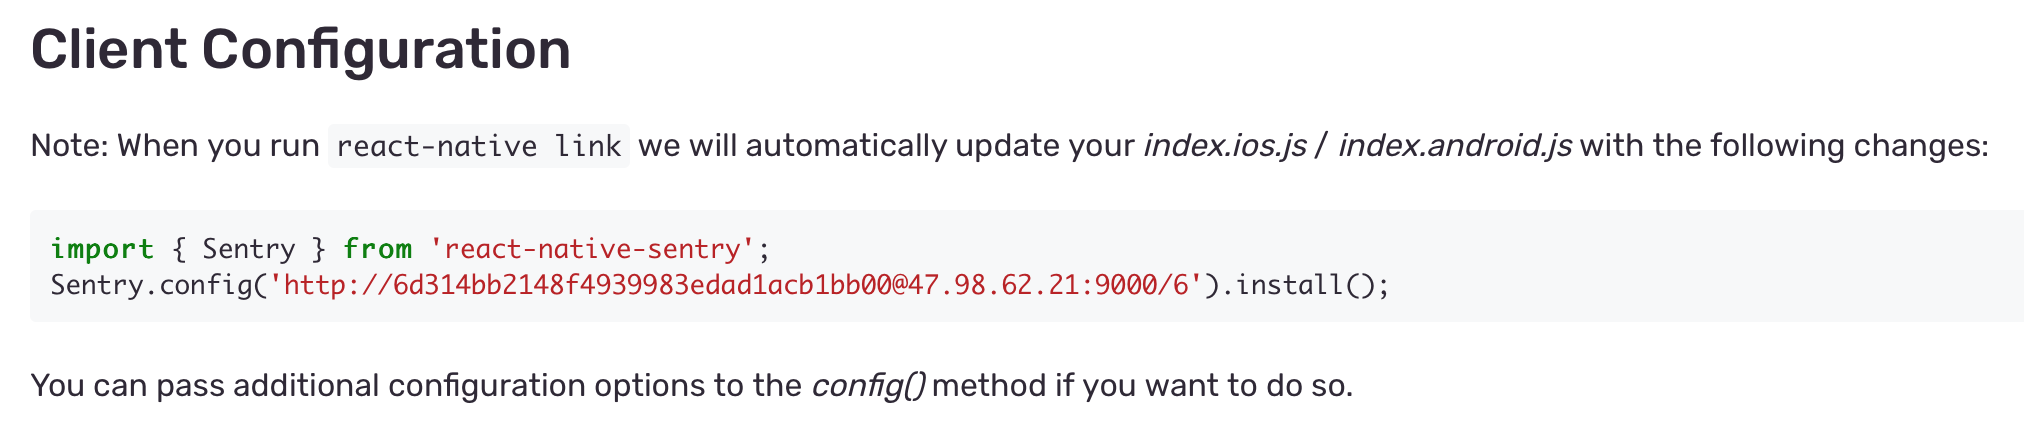 Client Configuration
Note: When you run react-native link we will automatically update your index.ios.js / index.android.js with the following changes:
import { Sentry } from 'react-native-sentry';
Sentry.config('http://6d314bb2148f4939983edad1acb1bb00@47.98.62.21:9000/6').install();
You can pass additional configuration options to the config() method if you want to do so.